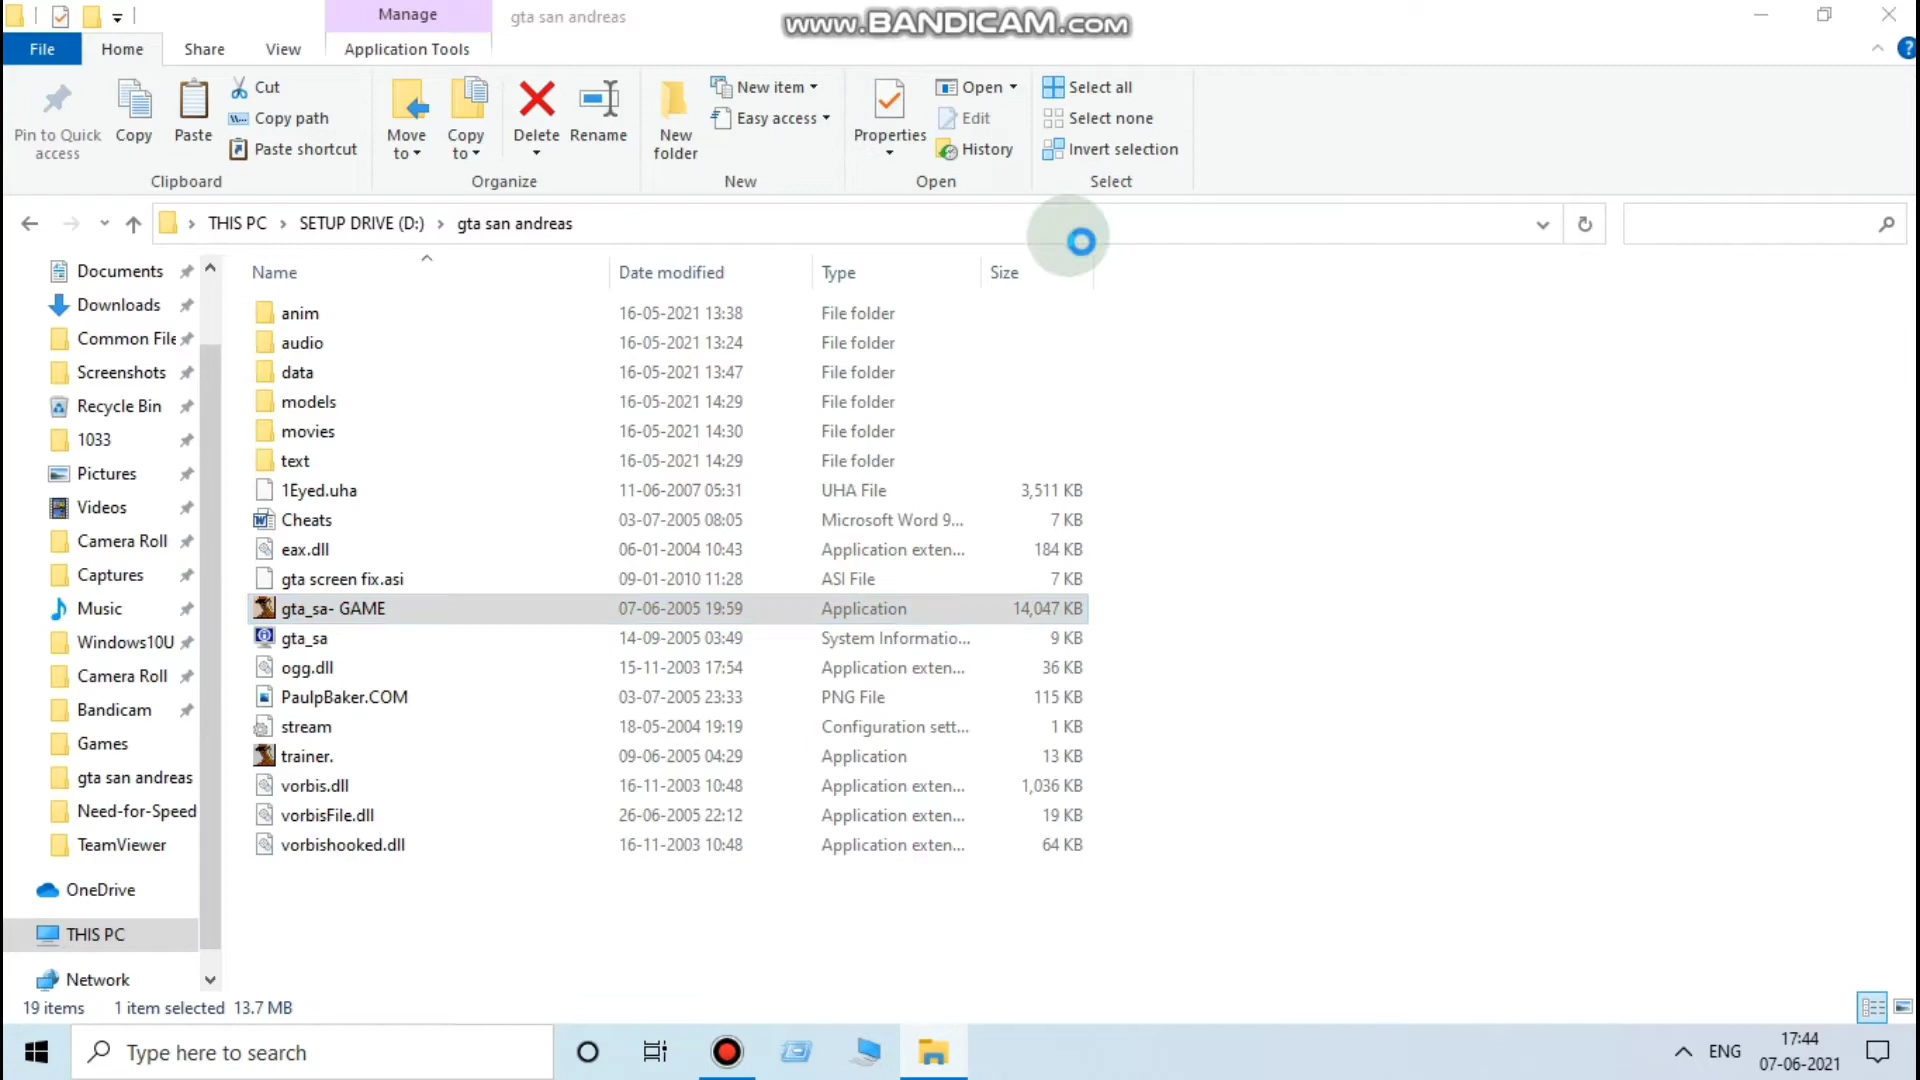 Manage
gta san andreas
www.BANDICAM.com
File
Home
Share
View
Application Tools
?
Pin to Quick access
Copy
Paste
Cut
Copy path
Paste shortcut
Clipboard
Move to
Copy to
Delete
Rename
Organize
New folder
New item
Easy access
New
Properties
Open
Edit
History
Open
Select all
Select none
Invert selection
Select
THIS PC > SETUP DRIVE (D:) > gta san andreas
Documents
Downloads
Common File
Screenshots
Recycle Bin
1033
Pictures
Videos
Camera Roll
Captures
Music
Windows10U
Camera Roll
Bandicam
Games
gta san andreas
Need-for-Speed
TeamViewer
OneDrive
THIS PC
Network
Name Date modified Type Size
anim 16-05-2021 13:38 File folder
audio 16-05-2021 13:24 File folder
data 16-05-2021 13:47 File folder
models 16-05-2021 14:29 File folder
movies 16-05-2021 14:30 File folder
text 16-05-2021 14:29 File folder
1Eyed.uha 11-06-2007 05:31 UHA File 3,511 KB
Cheats 03-07-2005 08:05 Microsoft Word 9... 7 KB
eax.dll 06-01-2004 10:43 Application exten... 184 KB
gta screen fix.asi 09-01-2010 11:28 ASI File 7 KB
gta_sa- GAME 07-06-2005 19:59 Application 14,047 KB
gta_sa 14-09-2005 03:49 System Informatio... 9 KB
ogg.dll 15-11-2003 17:54 Application exten... 36 KB
PaulpBaker.COM 03-07-2005 23:33 PNG File 115 KB
stream 18-05-2004 19:19 Configuration sett... 1 KB
trainer. 09-06-2005 04:29 Application 13 KB
vorbis.dll 16-11-2003 10:48 Application exten... 1,036 KB
vorbisFile.dll 26-06-2005 22:12 Application exten... 19 KB
vorbishooked.dll 16-11-2003 10:48 Application exten... 64 KB
19 items 1 item selected 13.7 MB
Type here to search
ENG
17:44
07-06-2021